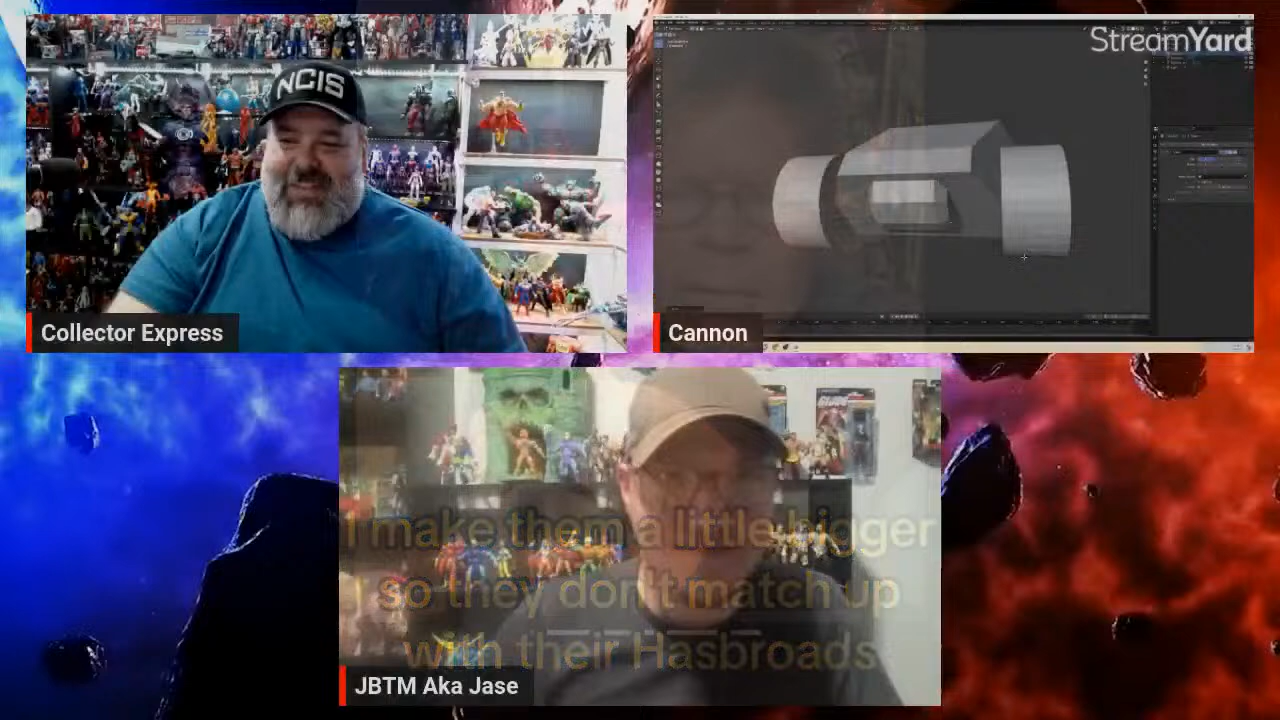 NCIS
StreamYard
Collector Express
Cannon
I make them a little bigger
so they don't match up
with their Hasbroads
JBTM Aka Jase